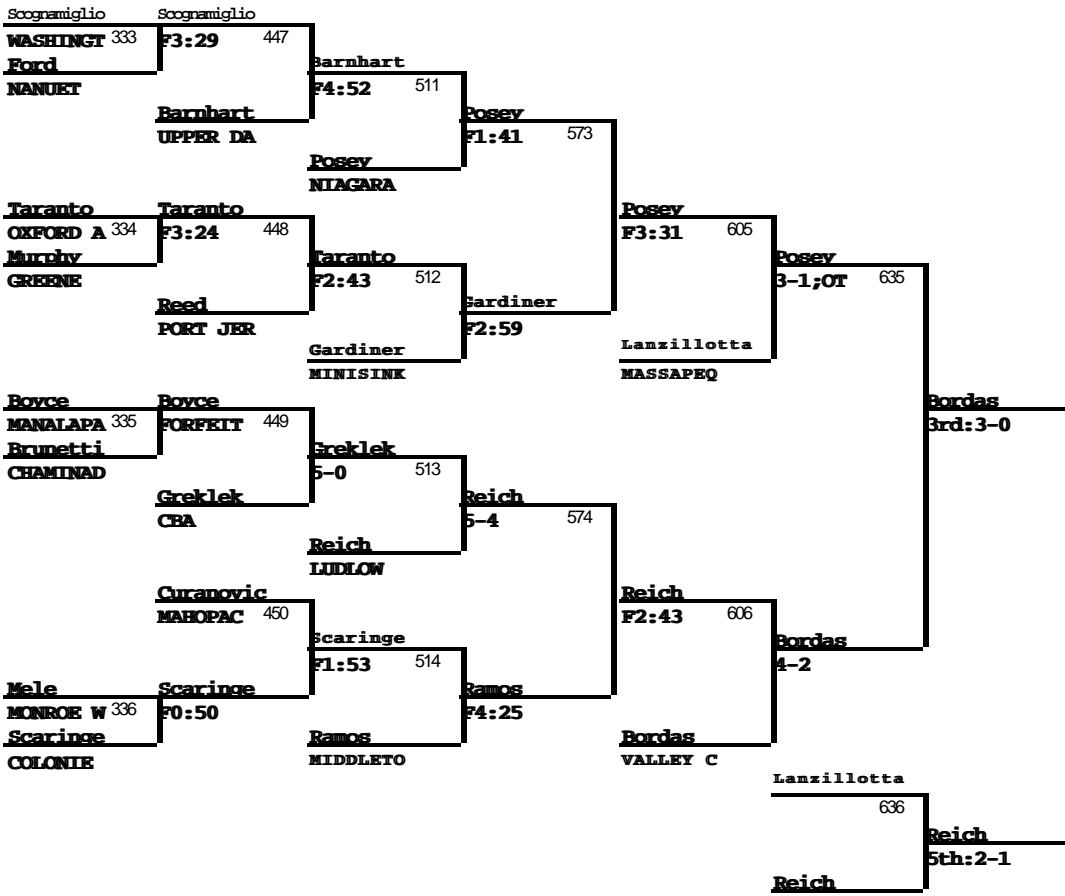 Scognamiglio Scognamiglio
WASHINGT 333 F3:29 447
Ford Barnhart
NANUET F4:52 511
Barnhart Posey
UPPER DA F1:41 573
Posey
NIAGARA
Taranto Taranto Posey
OXFORD A 334 F3:24 448 F3:31 605
Murphy Taranto Posey
GREENE F2:43 512 3-1;OT 635
Reed Gardiner
PORT JER F2:59
Gardiner Lanzillotta
MINISINK MASSAPEQ
Boyce Boyce Bordas
MANALAPA 335 FORFEIT 449 3rd:3-0
Brunetti Greklek
CHAMINAD 5-0 513
Greklek Reich
CBA 5-4 574
Reich
LUDLOW
Curanovic Reich
MAHOPAC 450 F2:43 606
Scaringe Bordas
F1:53 514 4-2
Mele Scaringe Ramos
MONROE W 336 F0:50 F4:25
Scaringe Ramos Bordas
COLONIE MIDDLETO VALLEY C
Lanzillotta
636
Reich
5th:2-1
Reich